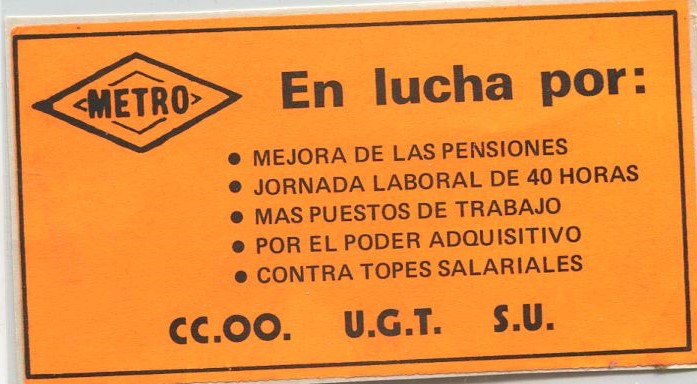 METRO
En lucha por:
• MEJORA DE LAS PENSIONES
• JORNADA LABORAL DE 40 HORAS
• MAS PUESTOS DE TRABAJO
• POR EL PODER ADQUISITIVO
• CONTRA TOPES SALARIALES
CC.OO. U.G.T. S.U.